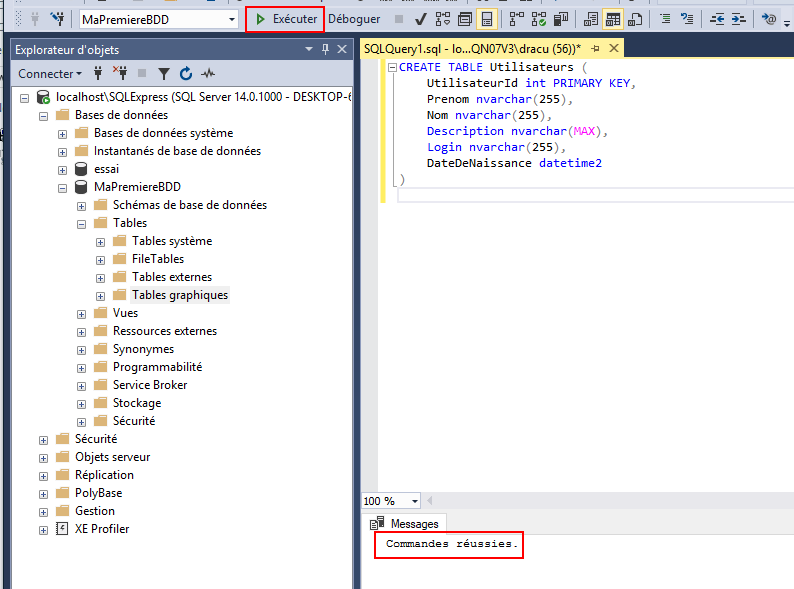 MaPremiereBDD
Exécuter
Déboguer
Explorateur d'objets
Connecter
localhost\SQLExpress (SQL Server 14.0.1000 - DESKTOP-
Bases de données
Bases de données système
Instantanés de base de données
essai
MaPremiereBDD
Schémas de base de données
Tables
Tables système
FileTables
Tables externes
Tables graphiques
Vues
Ressources externes
Synonymes
Programmabilité
Service Broker
Stockage
Sécurité
Sécurité
Objets serveur
Réplication
PolyBase
Gestion
XE Profiler
SQLQuery1.sql - lo...QN07V3\dracu (56))*
CREATE TABLE Utilisateurs (
UtilisateurId int PRIMARY KEY,
Prenom nvarchar(255),
Nom nvarchar(255),
Description nvarchar(MAX),
Login nvarchar(255),
DateDeNaissance datetime2
)
100 %
Messages
Commandes réussies.